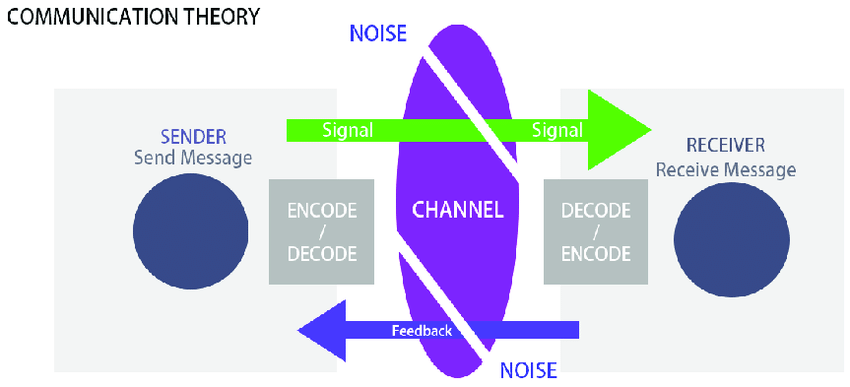 COMMUNICATION THEORY
NOISE
Signal
Signal
SENDER
Send Message
RECEIVER
Receive Message
ENCODE
/
DECODE
CHANNEL
DECODE
/
ENCODE
Feedback
NOISE